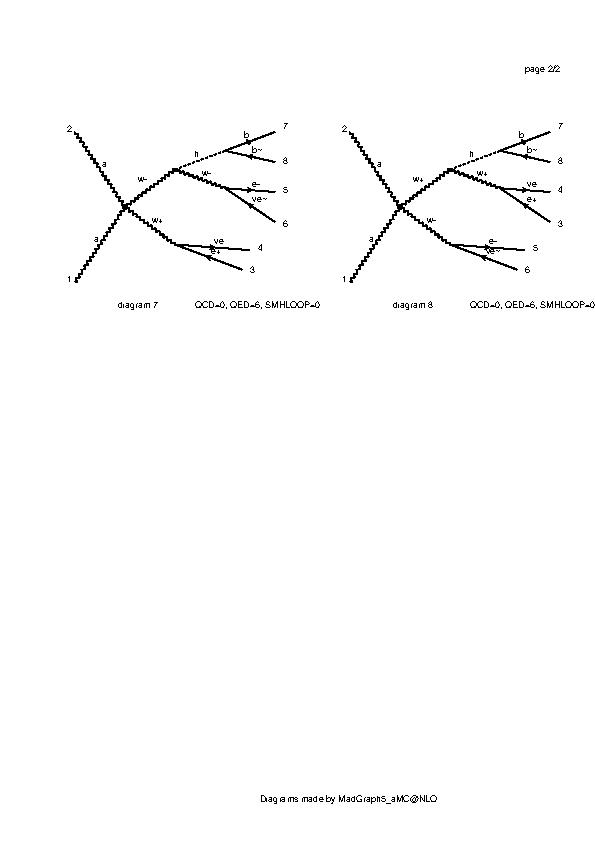 page 2/2
2
a
a
1
w-
w+
h
w-
b
b~
7
8
e-
5
ve~
6
ve
4
e+
3
diagram 7
QCD=0, QED=6, SMHLOOP=0
2
a
a
1
w+
w-
h
w+
b
b~
7
8
ve
4
e+
3
e-
5
ve~
6
diagram 8
QCD=0, QED=6, SMHLOOP=0
Diagrams made by MadGraph5_aMC@NLO